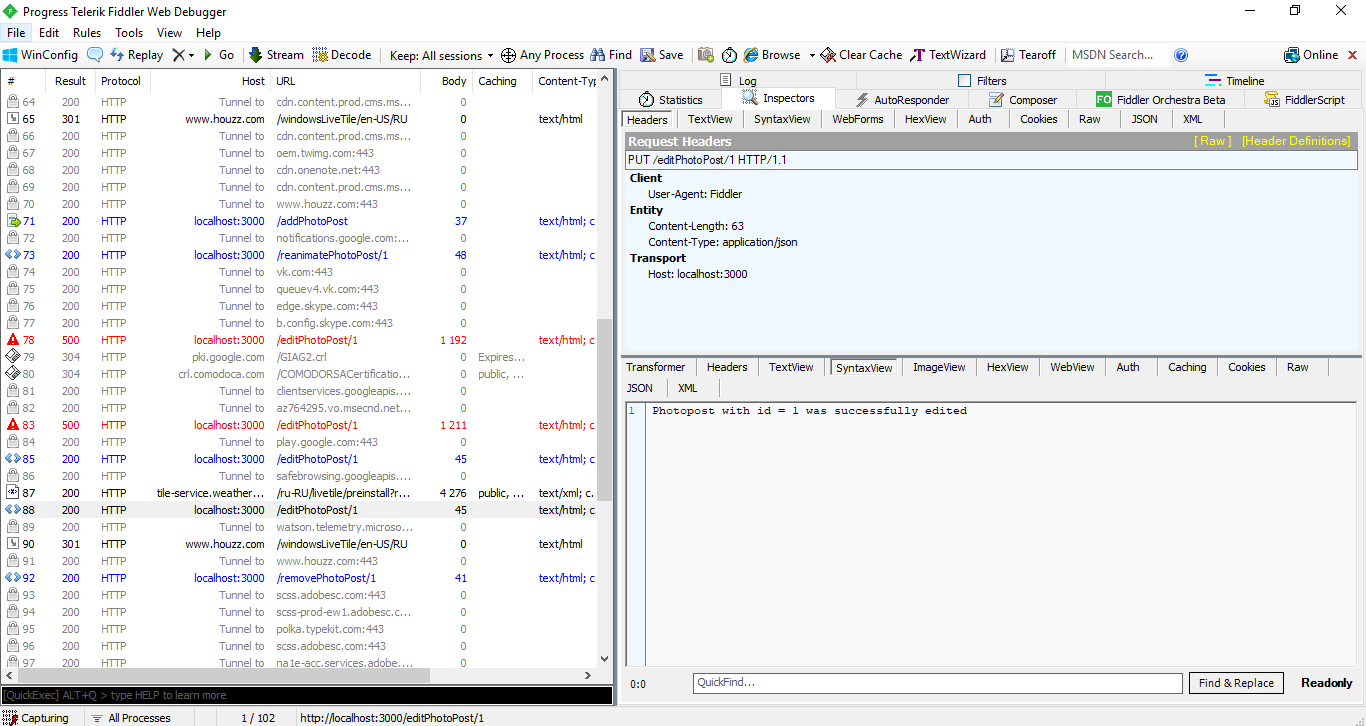 Progress Telerik Fiddler Web Debugger
File Edit Rules Tools View Help
WinConfig Replay Go Stream Decode Keep: All sessions Any Process Find Save Browse Clear Cache TextWizard Tearoff MSDN Search... Online
# Result Protocol Host URL Body Caching Content-Typ
64 200 HTTP Tunnel to cdn.content.prod.cms.ms... 0
65 301 HTTP www.houzz.com /windowsLiveTile/en-US/RU 0 text/html
66 200 HTTP Tunnel to cdn.content.prod.cms.ms... 0
67 200 HTTP Tunnel to oem.twimg.com:443 0
68 200 HTTP Tunnel to cdn.onenote.net:443 0
69 200 HTTP Tunnel to cdn.content.prod.cms.ms... 0
70 200 HTTP Tunnel to www.houzz.com:443 0
71 200 HTTP localhost:3000 /addPhotoPost 37 text/html; c
72 200 HTTP Tunnel to notifications.google.com:... 0
73 200 HTTP localhost:3000 /reanimatePhotoPost/1 48 text/html; c
74 200 HTTP Tunnel to vk.com:443 0
75 200 HTTP Tunnel to queuev4.vk.com:443 0
76 200 HTTP Tunnel to edge.skype.com:443 0
77 200 HTTP Tunnel to b.config.skype.com:443 0
78 500 HTTP localhost:3000 /editPhotoPost/1 1 192 text/html; c
79 304 HTTP pki.google.com /GIAG2.crl 0 Expires...
80 304 HTTP crl.comodoca.com /COMODORSACertificatio... 0 public, ...
81 200 HTTP Tunnel to clientservices.googleapis.... 0
82 200 HTTP Tunnel to az764295.vo.msecnd.net... 0
83 500 HTTP localhost:3000 /editPhotoPost/1 1 211 text/html; c
84 200 HTTP Tunnel to play.google.com:443 0
85 200 HTTP localhost:3000 /editPhotoPost/1 45 text/html; c
86 200 HTTP Tunnel to safebrowsing.googleapis.... 0
87 200 HTTP tile-service.weather... /ru-RU/livetile/preinstall?r... 4 276 public, ... text/xml; c.
88 200 HTTP localhost:3000 /editPhotoPost/1 45 text/html; c
89 200 HTTP Tunnel to watson.telemetry.microso... 0
90 301 HTTP www.houzz.com /windowsLiveTile/en-US/RU 0 text/html
91 200 HTTP Tunnel to www.houzz.com:443 0
92 200 HTTP localhost:3000 /removePhotoPost/1 41 text/html; c
93 200 HTTP Tunnel to scss.adobesc.com:443 0
94 200 HTTP Tunnel to scss-prod-ew1.adobesc.c... 0
95 200 HTTP Tunnel to polka.typekit.com:443 0
96 200 HTTP Tunnel to scss.adobesc.com:443 0
97 200 HTTP Tunnel to na1e-acc.services.adobe.... 0
[QuickExec] ALT+Q > type HELP to learn more
Log Filters Timeline
Statistics Inspectors AutoResponder Composer FO Fiddler Orchestra Beta FiddlerScript
Headers TextView SyntaxView WebForms HexView Auth Cookies Raw JSON XML
Request Headers [ Raw ] [Header Definitions]
PUT /editPhotoPost/1 HTTP/1.1
Client
User-Agent: Fiddler
Entity
Content-Length: 63
Content-Type: application/json
Transport
Host: localhost:3000
Transformer Headers TextView SyntaxView ImageView HexView WebView Auth Caching Cookies Raw
JSON XML
1 Photopost with id = 1 was successfully edited
0:0 QuickFind... Find & Replace Readonly
Capturing All Processes 1 / 102 http://localhost:3000/editPhotoPost/1